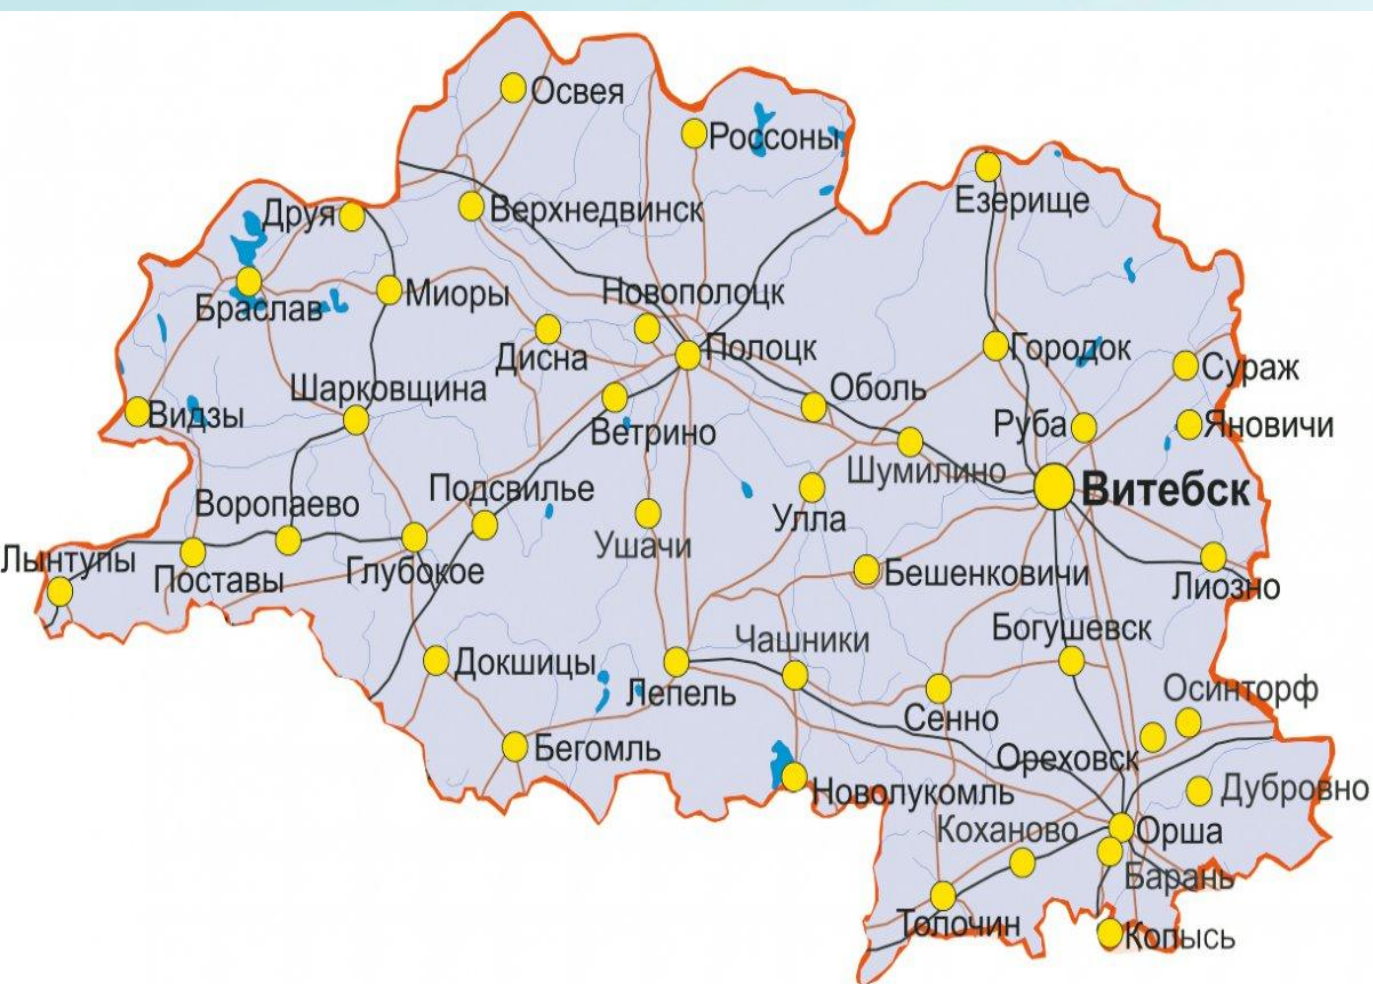 Освея
Россоны
Езерище
Друя
Верхнедвинск
Браслав
Миоры
Новополоцк
Дисна
Полоцк
Городок
Сураж
Шарковщина
Оболь
Видзы
Ветрино
Руба
Яновичи
Шумилино
Витебск
Подсвилье
Воропаево
Улла
Ушачи
Лынтупы
Поставы
Глубокое
Бешенковичи
Лиозно
Богушевск
Чашники
Докшицы
Лепель
Осинторф
Сенно
Бегомль
Ореховск
Новолукомль
Дубровно
Коханово
Орша
Барань
Толочин
Копысь